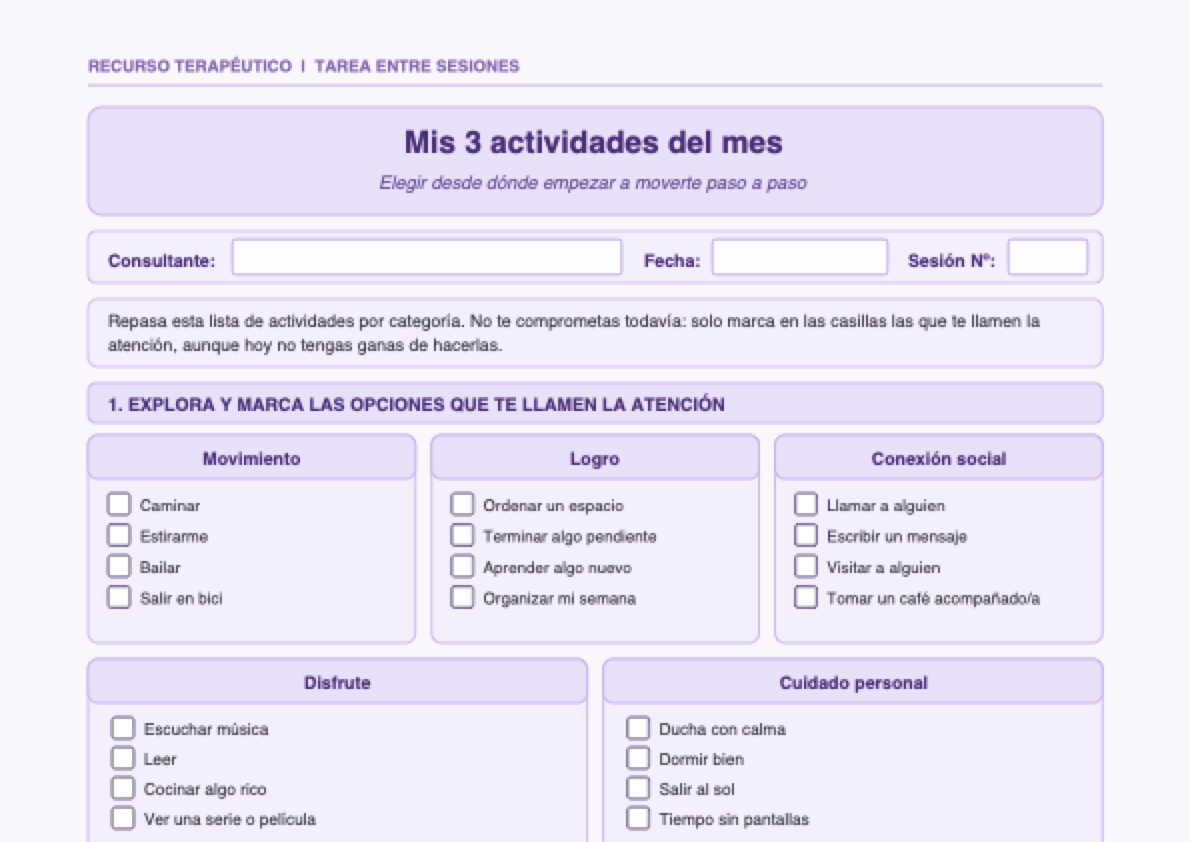 RECURSO TERAPÉUTICO | TAREA ENTRE SESIONES
Mis 3 actividades del mes
Elegir desde dónde empezar a moverte paso a paso
Consultante: Fecha: Sesión Nº:
Repasa esta lista de actividades por categoría. No te comprometas todavía: solo marca en las casillas las que te llamen la
atención, aunque hoy no tengas ganas de hacerlas.
1. EXPLORA Y MARCA LAS OPCIONES QUE TE LLAMEN LA ATENCIÓN
Movimiento
Caminar
Estirarme
Bailar
Salir en bici
Logro
Ordenar un espacio
Terminar algo pendiente
Aprender algo nuevo
Organizar mi semana
Conexión social
Llamar a alguien
Escribir un mensaje
Visitar a alguien
Tomar un café acompañado/a
Disfrute
Escuchar música
Leer
Cocinar algo rico
Ver una serie o película
Cuidado personal
Ducha con calma
Dormir bien
Salir al sol
Tiempo sin pantallas